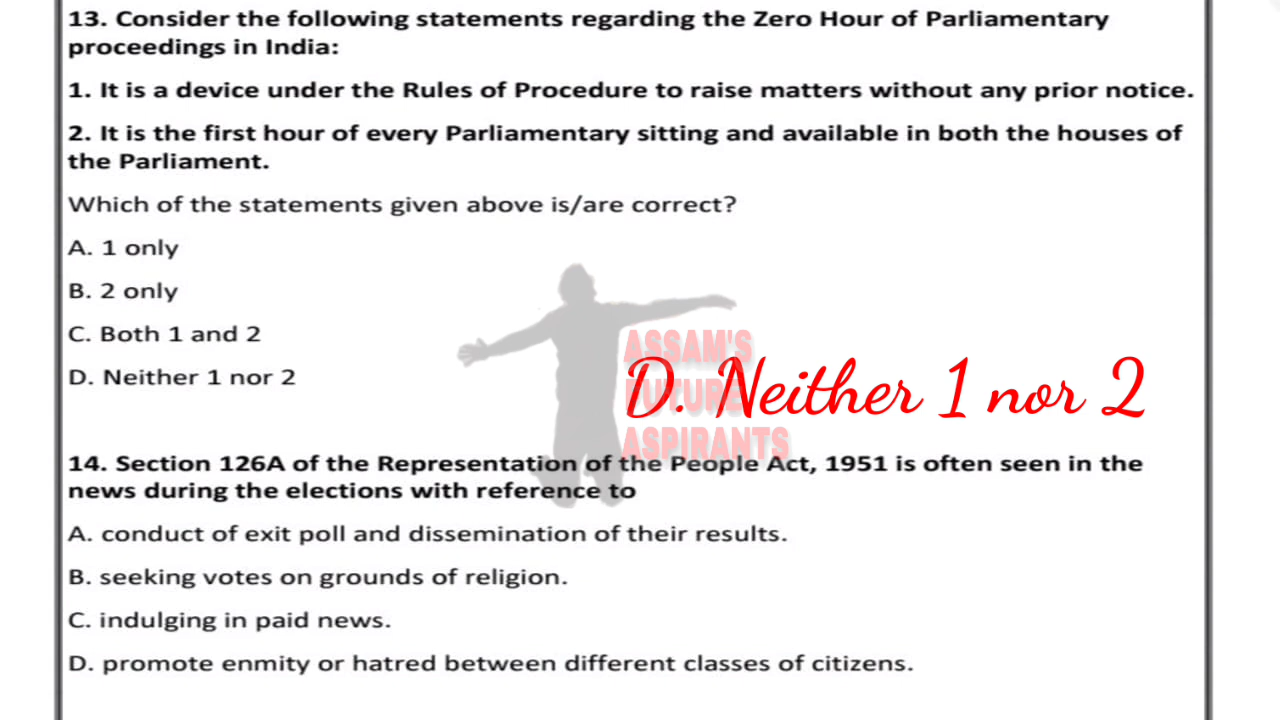 13. Consider the following statements regarding the Zero Hour of Parliamentary
proceedings in India:
1. It is a device under the Rules of Procedure to raise matters without any prior notice.
2. It is the first hour of every Parliamentary sitting and available in both the houses of
the Parliament.
Which of the statements given above is/are correct?
A. 1 only
B. 2 only
C. Both 1 and 2
D. Neither 1 nor 2
ASSAM'S
FUTURE
ASPIRANTS
D. Neither 1 nor 2
14. Section 126A of the Representation of the People Act, 1951 is often seen in the
news during the elections with reference to
A. conduct of exit poll and dissemination of their results.
B. seeking votes on grounds of religion.
C. indulging in paid news.
D. promote enmity or hatred between different classes of citizens.